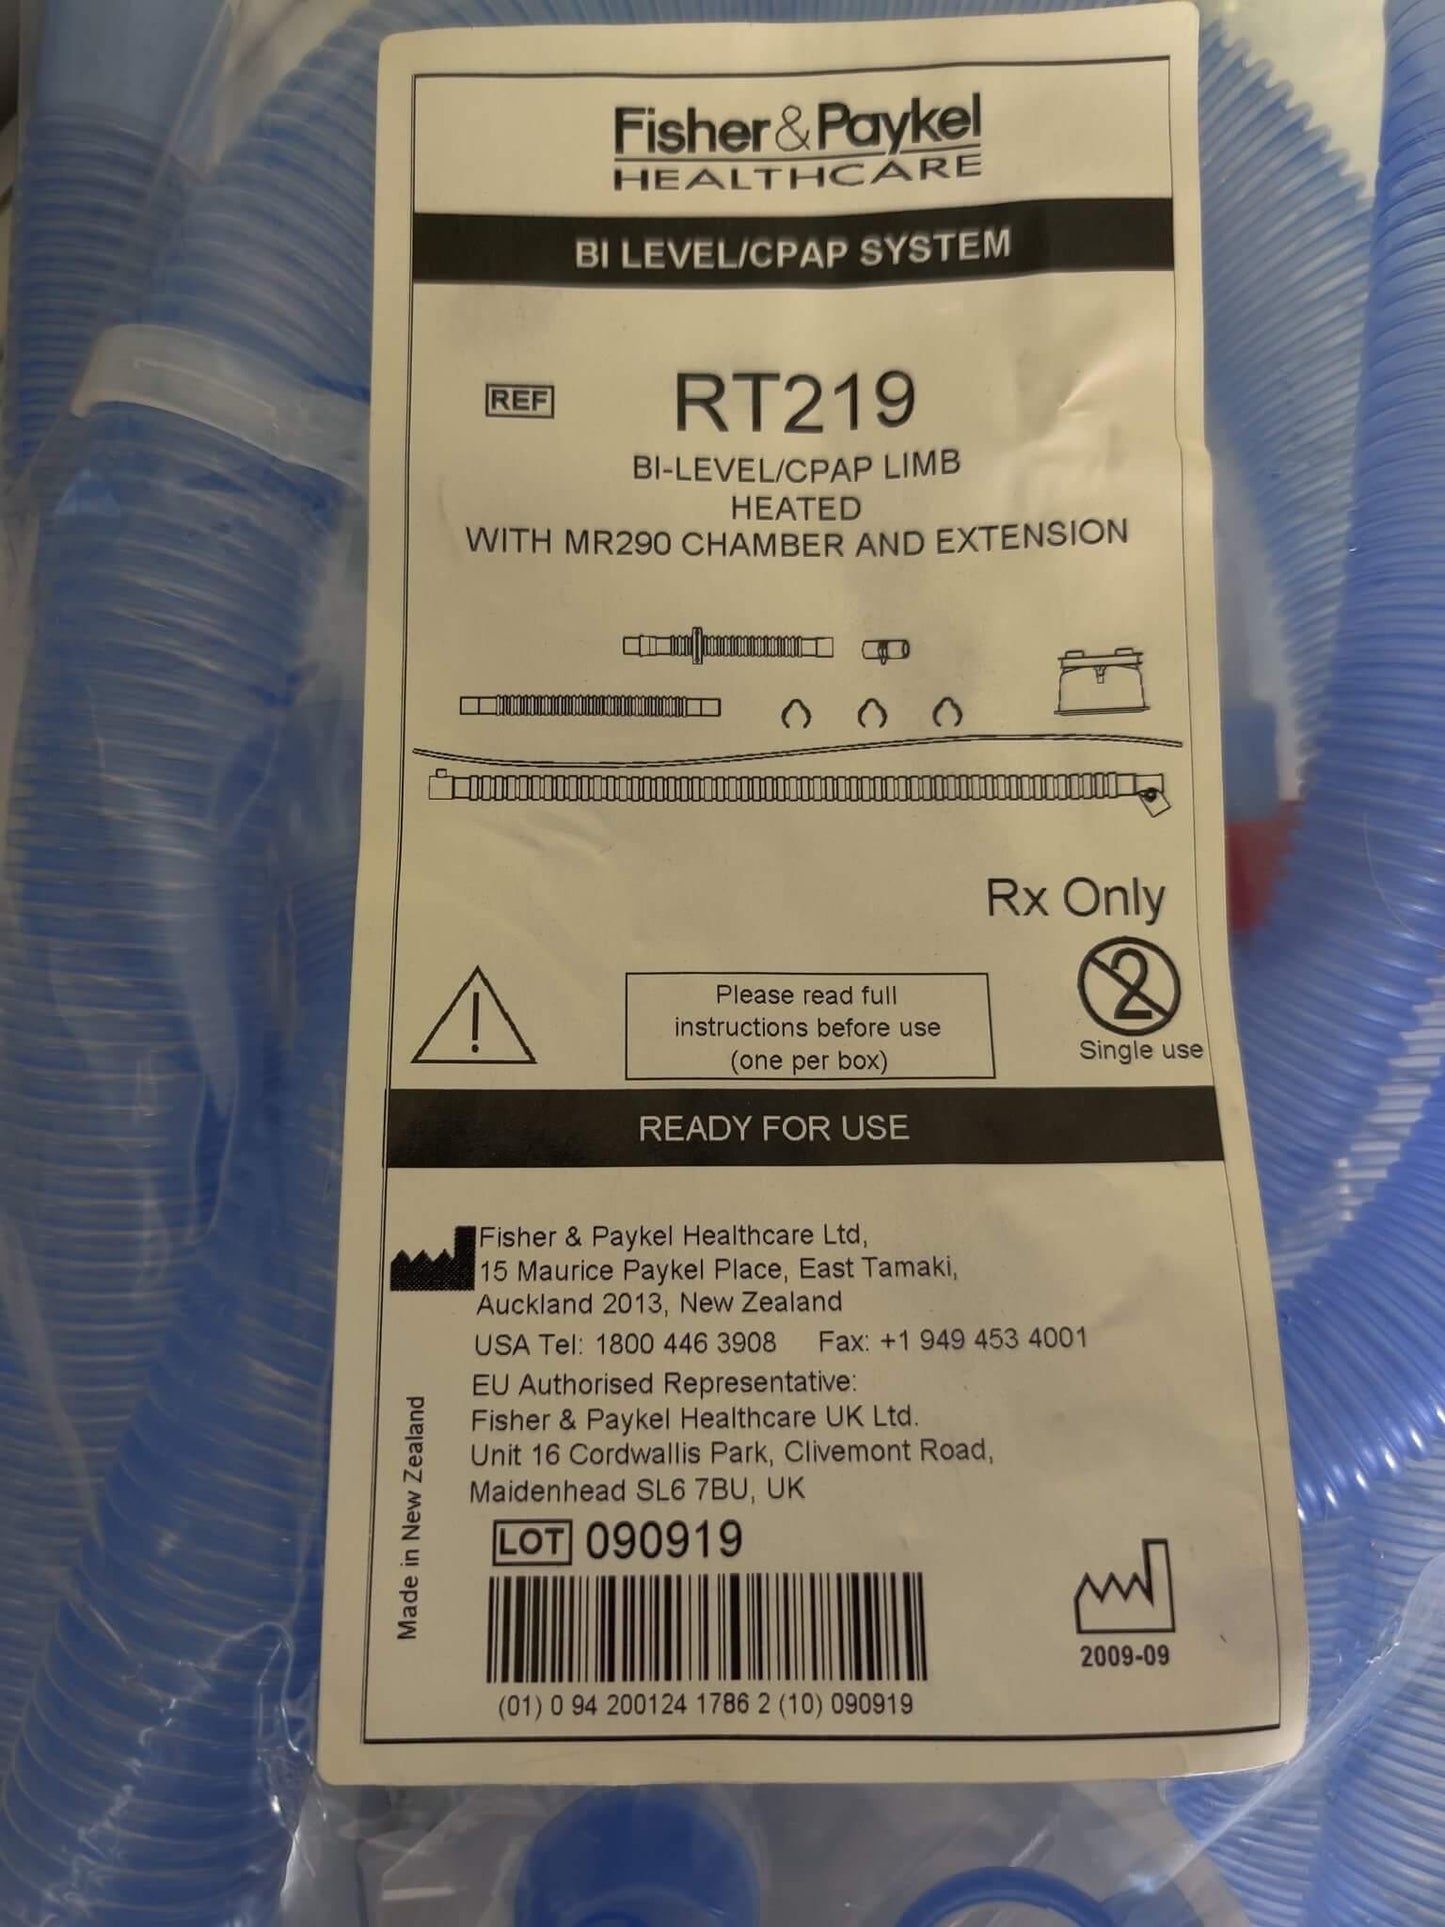 Fisher & Paykel
HEALTHCARE
BI LEVEL/CPAP SYSTEM
REF RT219
BI-LEVEL/CPAP LIMB
HEATED
WITH MR290 CHAMBER AND EXTENSION
Rx Only
2
Single use
!
Please read full
instructions before use
(one per box)
READY FOR USE
Fisher & Paykel Healthcare Ltd,
15 Maurice Paykel Place, East Tamaki,
Auckland 2013, New Zealand
USA Tel: 1800 446 3908 Fax: +1 949 453 4001
EU Authorised Representative:
Fisher & Paykel Healthcare UK Ltd.
Unit 16 Cordwallis Park, Clivemont Road,
Maidenhead SL6 7BU, UK
Made in New Zealand
LOT 090919
(01) 0 94 200124 1786 2 (10) 090919
2009-09